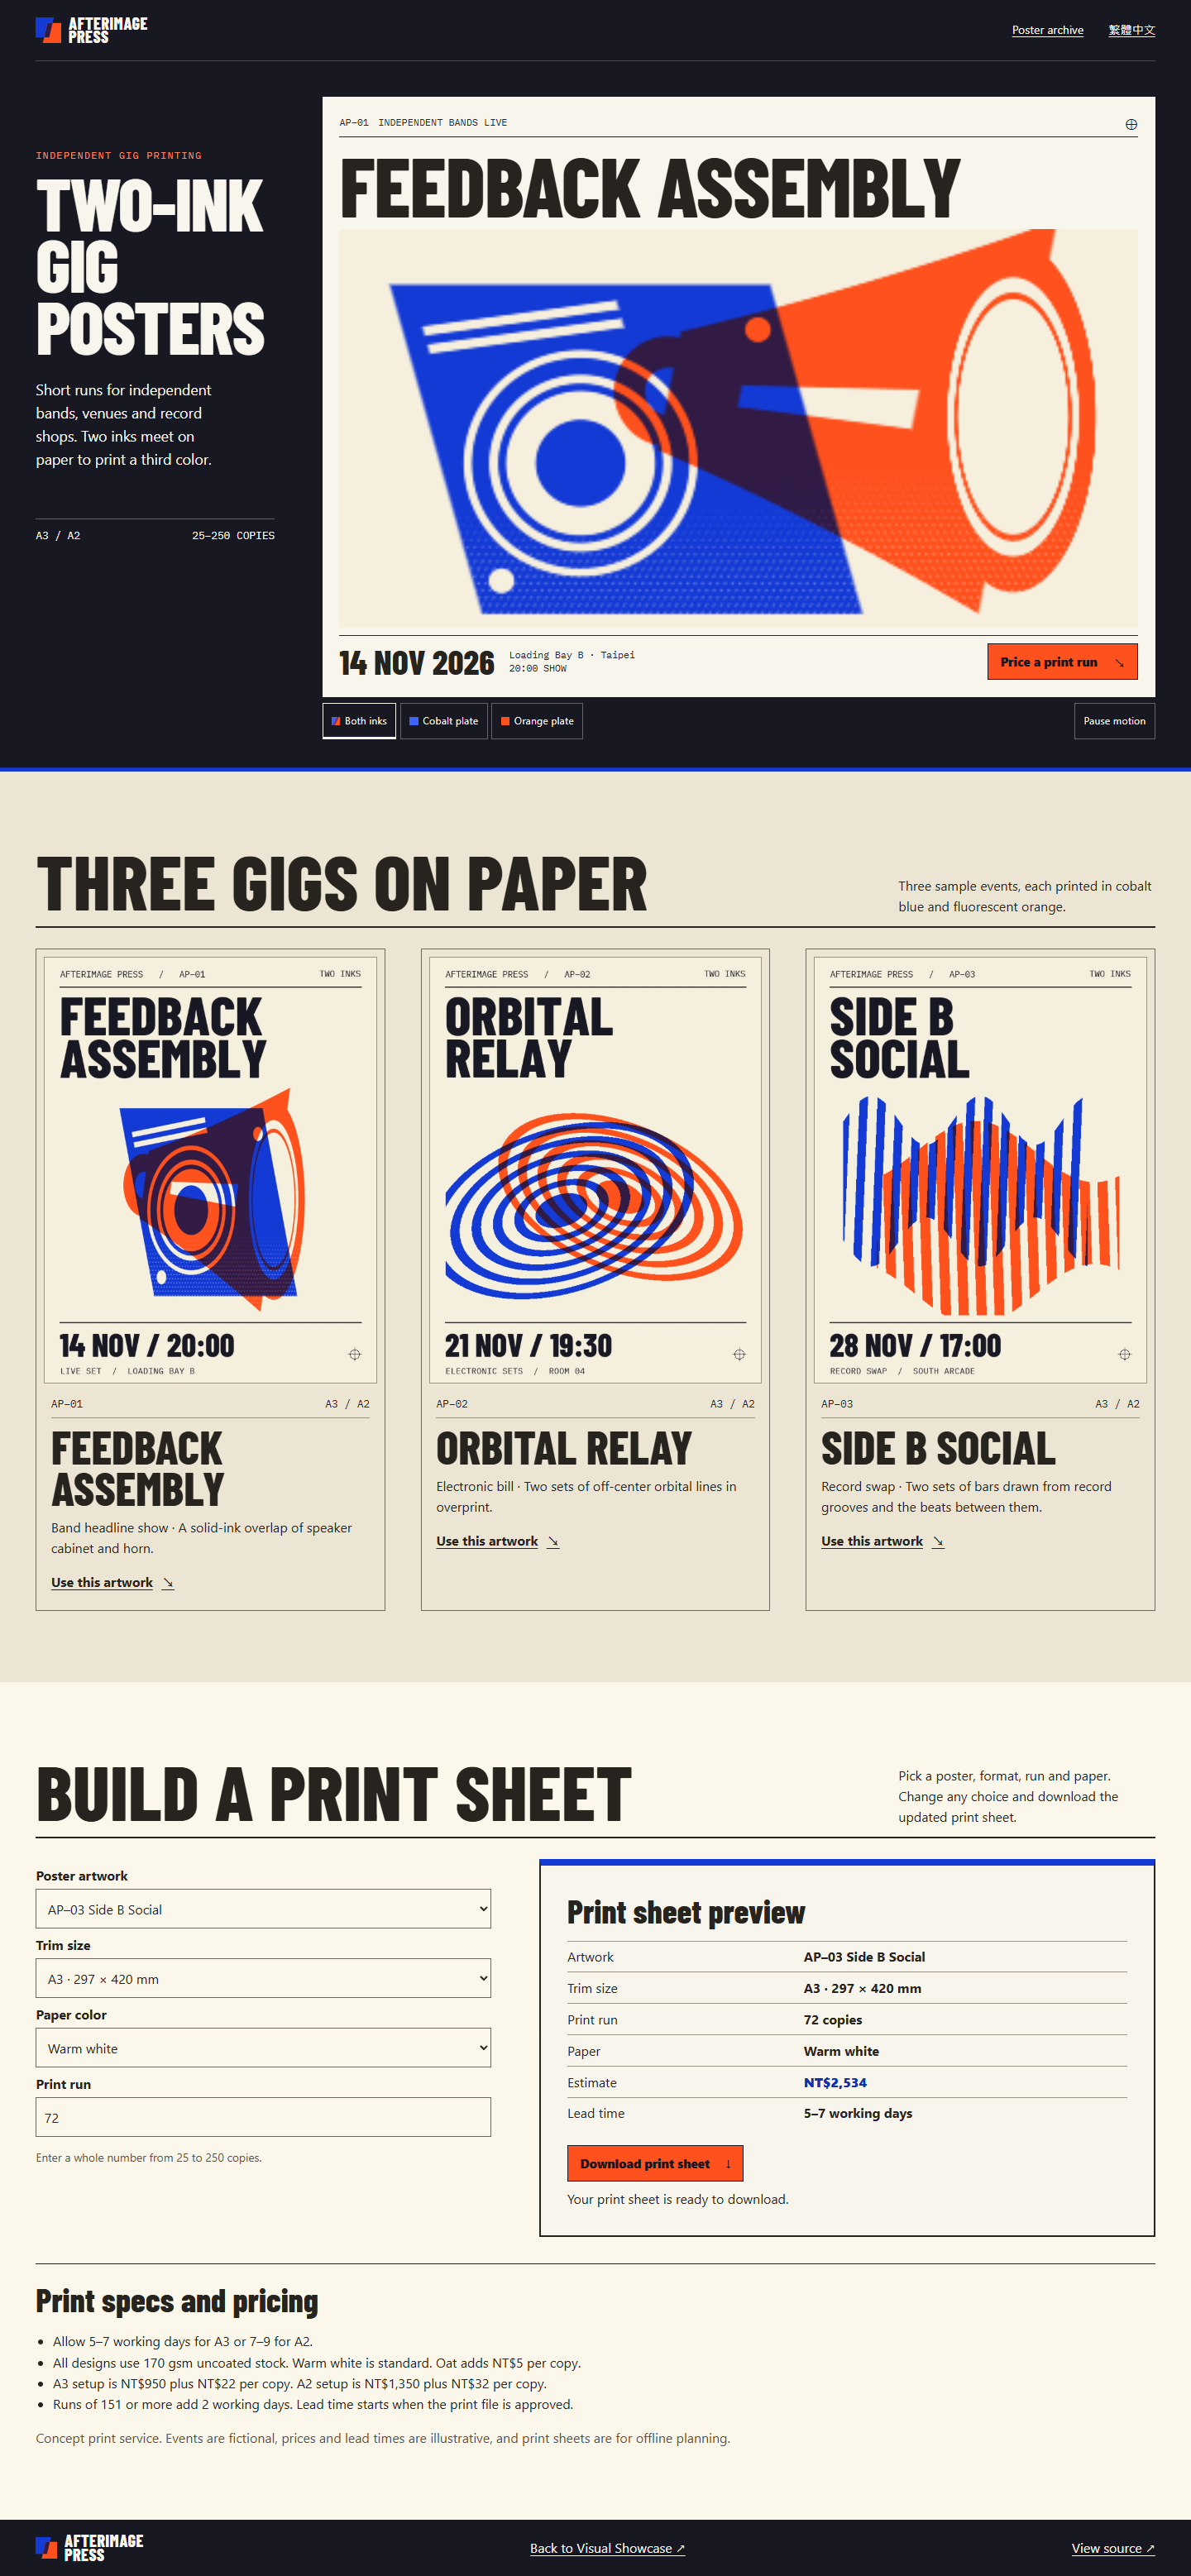 AFTERIMAGE
PRESS
Poster archive
繁體中文
INDEPENDENT GIG PRINTING
TWO-INK
GIG
POSTERS
Short runs for independent
bands, venues and record
shops. Two inks meet on
paper to print a third color.
A3 / A2
25–250 COPIES
AP–01 INDEPENDENT BANDS LIVE
FEEDBACK ASSEMBLY
14 NOV 2026
Loading Bay B · Taipei
20:00 SHOW
Price a print run ↘
Both inks
Cobalt plate
Orange plate
Pause motion
THREE GIGS ON PAPER
Three sample events, each printed in cobalt
blue and fluorescent orange.
AFTERIMAGE PRESS / AP–01
TWO INKS
FEEDBACK
ASSEMBLY
14 NOV / 20:00
LIVE SET / LOADING BAY B
AP–01
A3 / A2
FEEDBACK
ASSEMBLY
Band headline show · A solid-ink overlap of speaker
cabinet and horn.
Use this artwork ↘
AFTERIMAGE PRESS / AP–02
TWO INKS
ORBITAL
RELAY
21 NOV / 19:30
ELECTRONIC SETS / ROOM 04
AP–02
A3 / A2
ORBITAL RELAY
Electronic bill · Two sets of off-center orbital lines in
overprint.
Use this artwork ↘
AFTERIMAGE PRESS / AP–03
TWO INKS
SIDE B
SOCIAL
28 NOV / 17:00
RECORD SWAP / SOUTH ARCADE
AP–03
A3 / A2
SIDE B SOCIAL
Record swap · Two sets of bars drawn from record
grooves and the beats between them.
Use this artwork ↘
BUILD A PRINT SHEET
Pick a poster, format, run and paper.
Change any choice and download the
updated print sheet.
Poster artwork
AP–03 Side B Social
Trim size
A3 · 297 × 420 mm
Paper color
Warm white
Print run
72
Enter a whole number from 25 to 250 copies.
Print sheet preview
Artwork AP–03 Side B Social
Trim size A3 · 297 × 420 mm
Print run 72 copies
Paper Warm white
Estimate NT$2,534
Lead time 5–7 working days
Download print sheet ↓
Your print sheet is ready to download.
Print specs and pricing
• Allow 5–7 working days for A3 or 7–9 for A2.
• All designs use 170 gsm uncoated stock. Warm white is standard. Oat adds NT$5 per copy.
• A3 setup is NT$950 plus NT$22 per copy. A2 setup is NT$1,350 plus NT$32 per copy.
• Runs of 151 or more add 2 working days. Lead time starts when the print file is approved.
Concept print service. Events are fictional, prices and lead times are illustrative, and print sheets are for offline planning.
AFTERIMAGE
PRESS
Back to Visual Showcase ↗
View source ↗